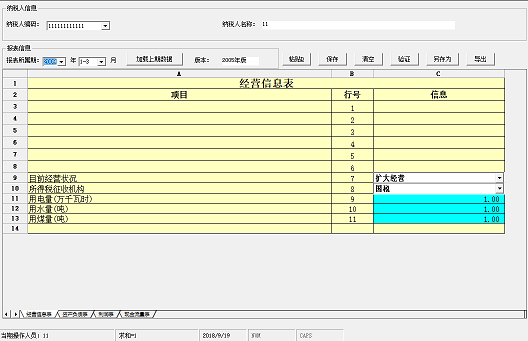 纳税人信息
纳税人编码： 111111111111 纳税人名称： 11
报表信息
报表所属期： 2009 年 1-3 月 加载上期数据 版本： 2005年版 粘贴Q 保存 清空 验证 另存为 导出
A B C
1 经营信息表
2 项目 行号 信息
3 1
4 2
5 3
6 4
7 5
8 6
9 目前经营状况 7 扩大经营
10 所得税征收机构 8 国税
11 用电量(万千瓦时) 9 1.00
12 用水量(吨) 10 1.00
13 用煤量(吨) 11 1.00
14
经营信息表 资产负债表 利润表 现金流量表
当期操作人员：11 求和=1 2018/9/19 NUM CAPS